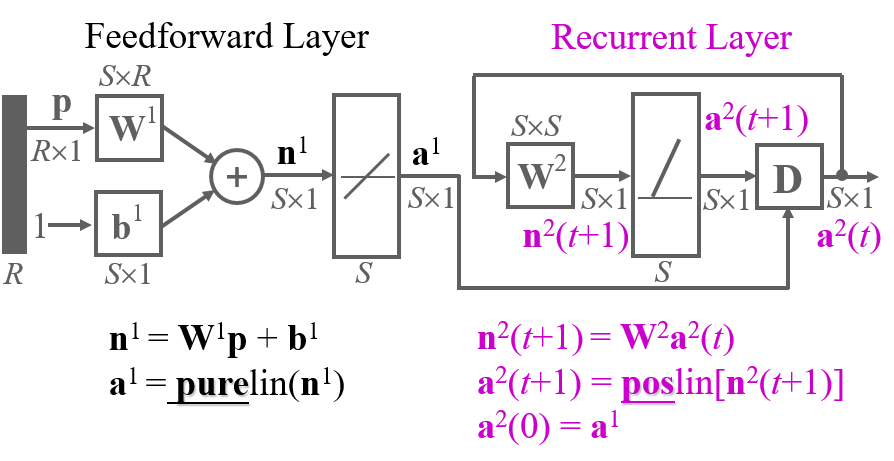 Feedforward Layer
Recurrent Layer
S×R
p
W¹
R×1
1
b¹
S×1
R
+
n¹
S×1
S
a¹
S×1
S×S
W²
S×1
n²(t+1)
S
a²(t+1)
S×1
D
S×1
a²(t)
n¹ = W¹p + b¹
a¹ = purelin(n¹)
n²(t+1) = W²a²(t)
a²(t+1) = poslin[n²(t+1)]
a²(0) = a¹